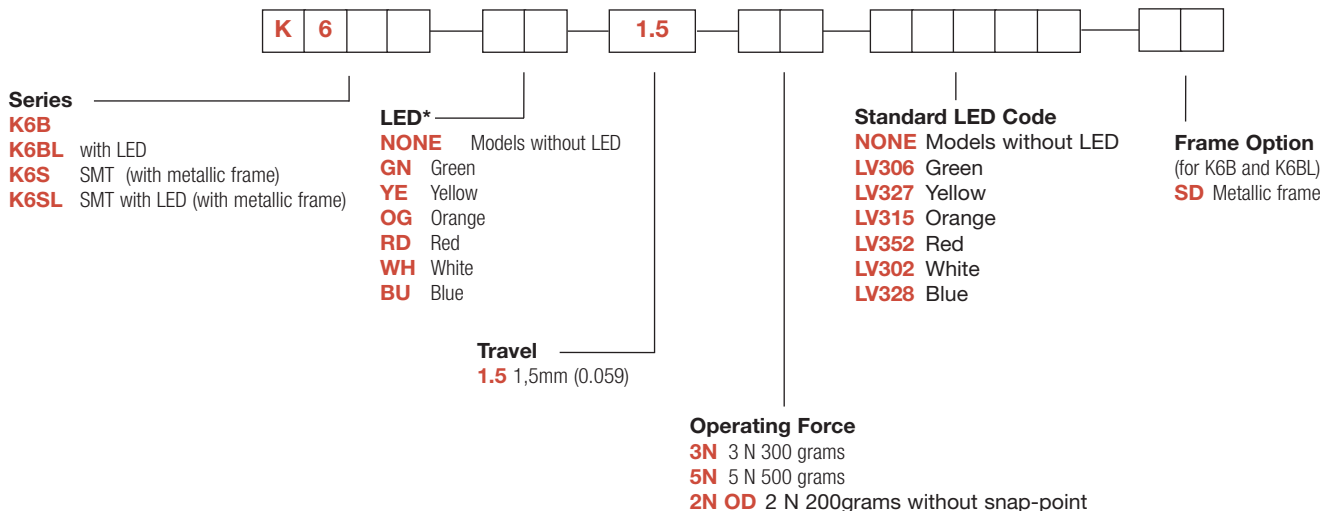 K 6 1.5
Series
K6B
K6BL with LED
K6S SMT (with metallic frame)
K6SL SMT with LED (with metallic frame)
LED*
NONE Models without LED
GN Green
YE Yellow
OG Orange
RD Red
WH White
BU Blue
Travel
1.5 1,5mm (0.059)
Operating Force
3N 3 N 300 grams
5N 5 N 500 grams
2N OD 2 N 200grams without snap-point
Standard LED Code
NONE Models without LED
LV306 Green
LV327 Yellow
LV315 Orange
LV352 Red
LV302 White
LV328 Blue
Frame Option
(for K6B and K6BL)
SD Metallic frame